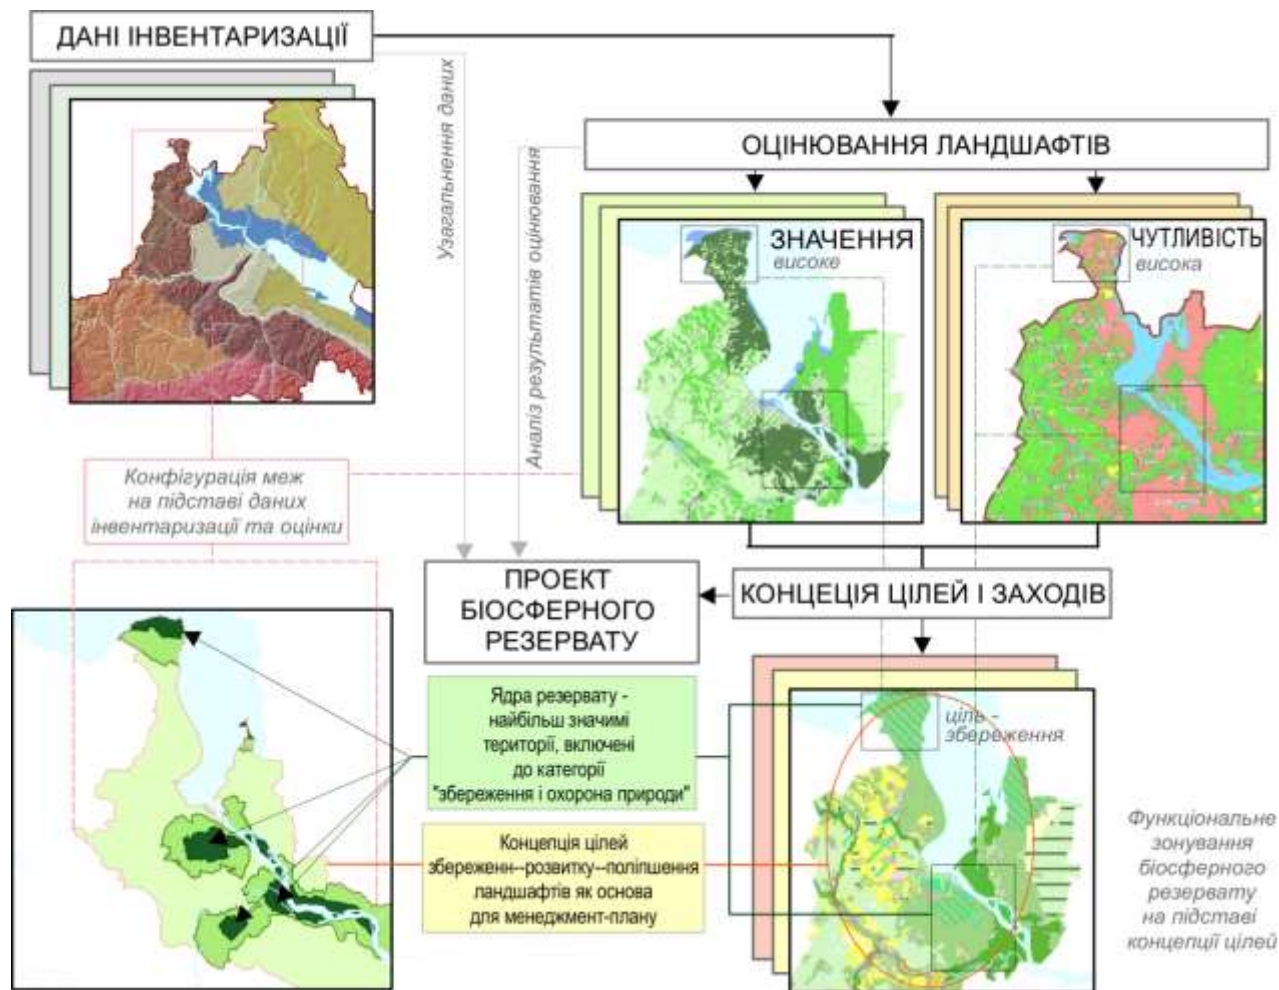 ДАНІ ІНВЕНТАРИЗАЦІЇ
Узагальнення даних
Аналіз результатів оцінювання
ОЦІНЮВАННЯ ЛАНДШАФТІВ
ЗНАЧЕННЯ
високе
ЧУТЛИВІСТЬ
висока
Конфігурація меж
на підставі даних
інвентаризації та оцінки
ПРОЕКТ
БІОСФЕРНОГО
РЕЗЕРВАТУ
КОНЦЕЦІЯ ЦІЛЕЙ І ЗАХОДІВ
Ядра резервату -
найбільш значимі
території, включені
до категорії
"збереження і охорона природи"
ціль -
збереження
Концепція цілей
збереженн--розвитку--поліпшення
ландшафтів як основа
для менеджмент-плану
Функціональне
зонування
біосферного
резервату
на підставі
концепції цілей